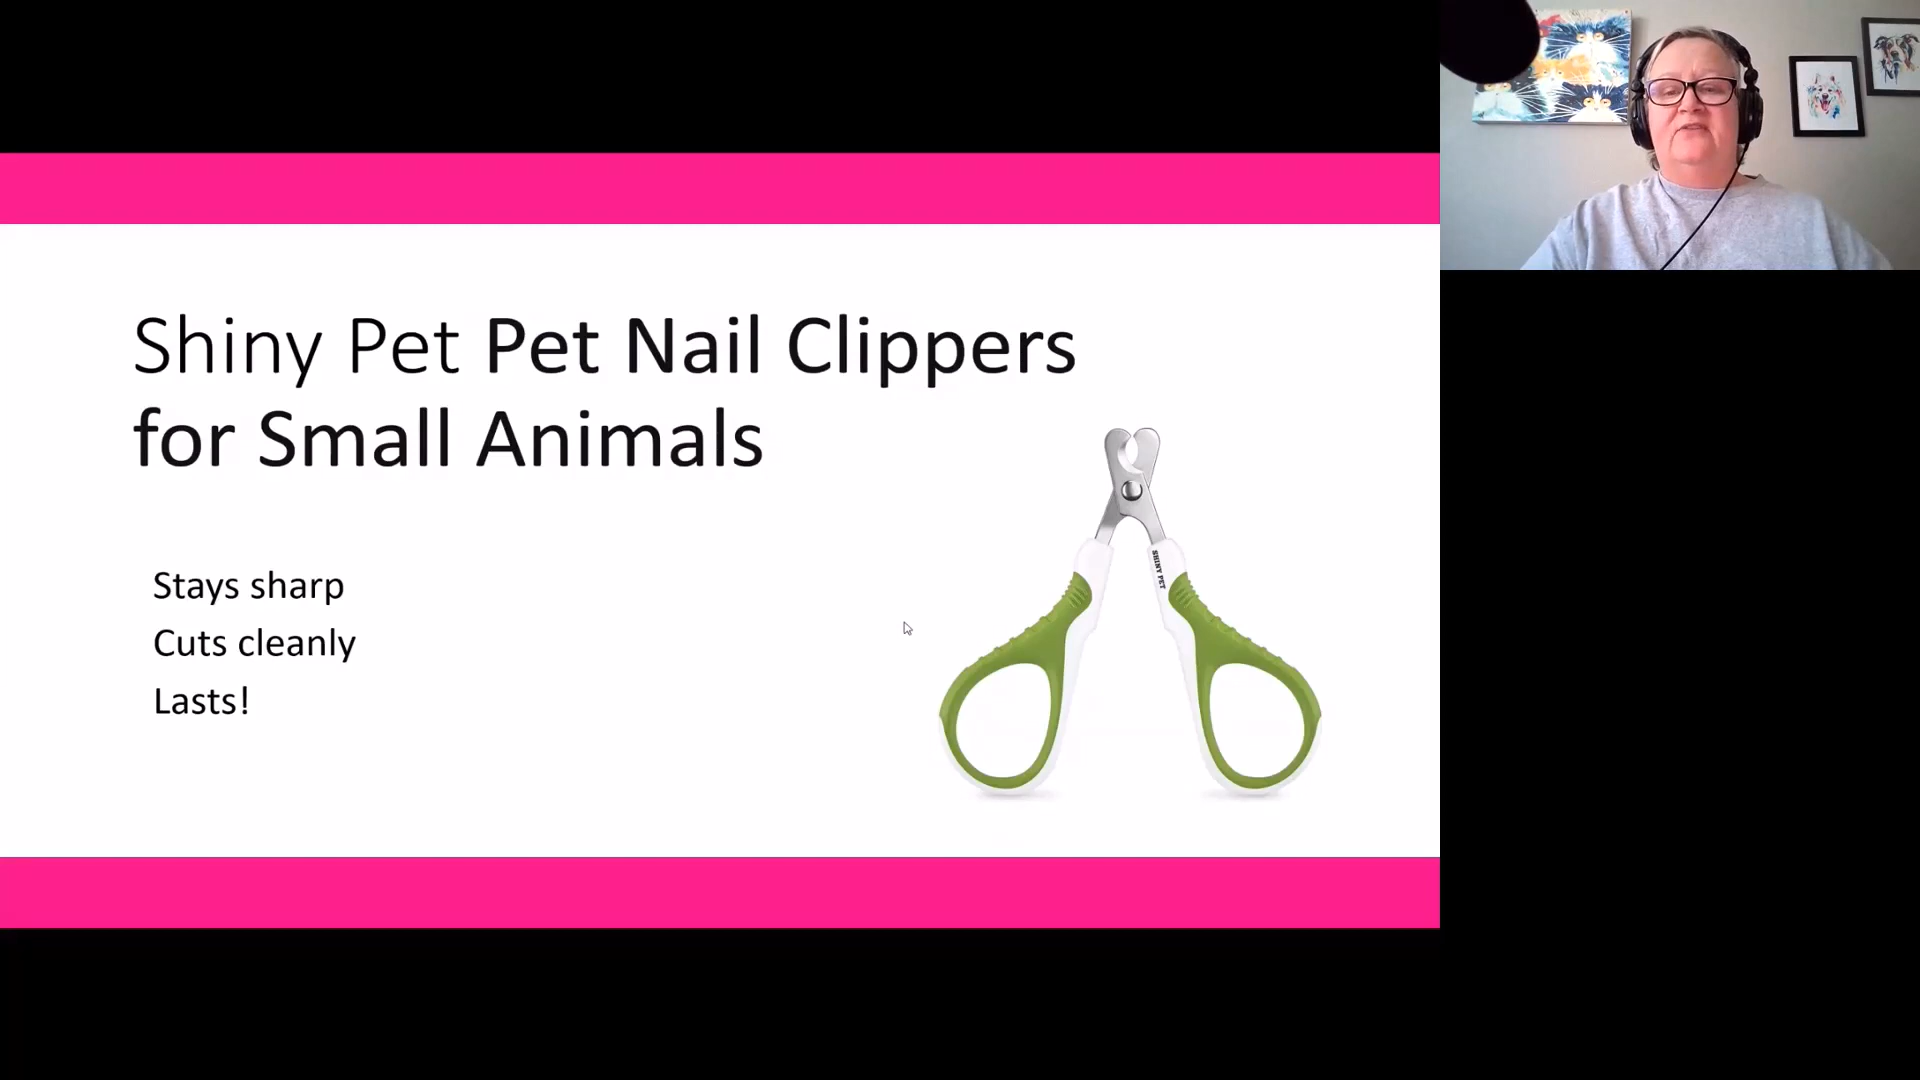 Shiny Pet Pet Nail Clippers
for Small Animals
Stays sharp
Cuts cleanly
Lasts!
SHINY PET